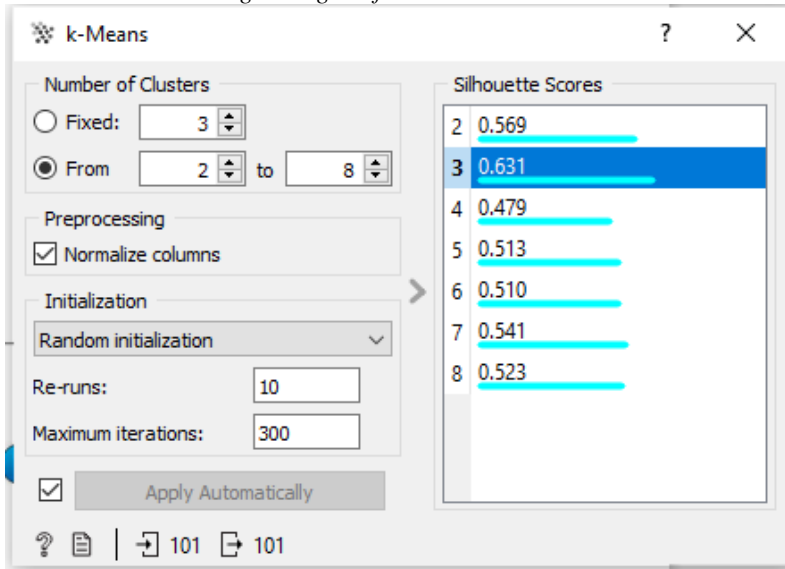 k-Means ? ×
Number of Clusters
Fixed: 3
From 2 to 8
Preprocessing
Normalize columns
Initialization
Random initialization
Re-runs: 10
Maximum iterations: 300
Apply Automatically
? 101 101
Silhouette Scores
2 0.569
3 0.631
4 0.479
5 0.513
6 0.510
7 0.541
8 0.523